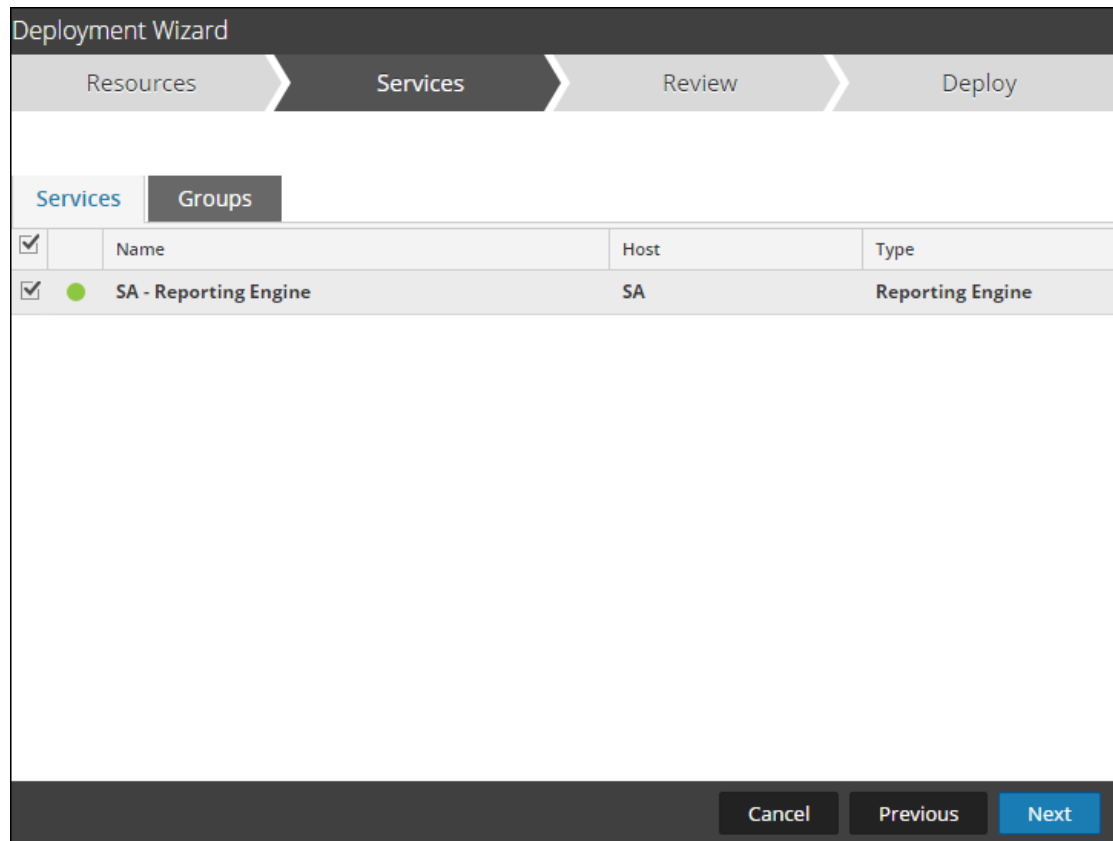 Deployment Wizard
Resources Services Review Deploy
Services Groups
Name Host Type
SA - Reporting Engine SA Reporting Engine
Cancel Previous Next